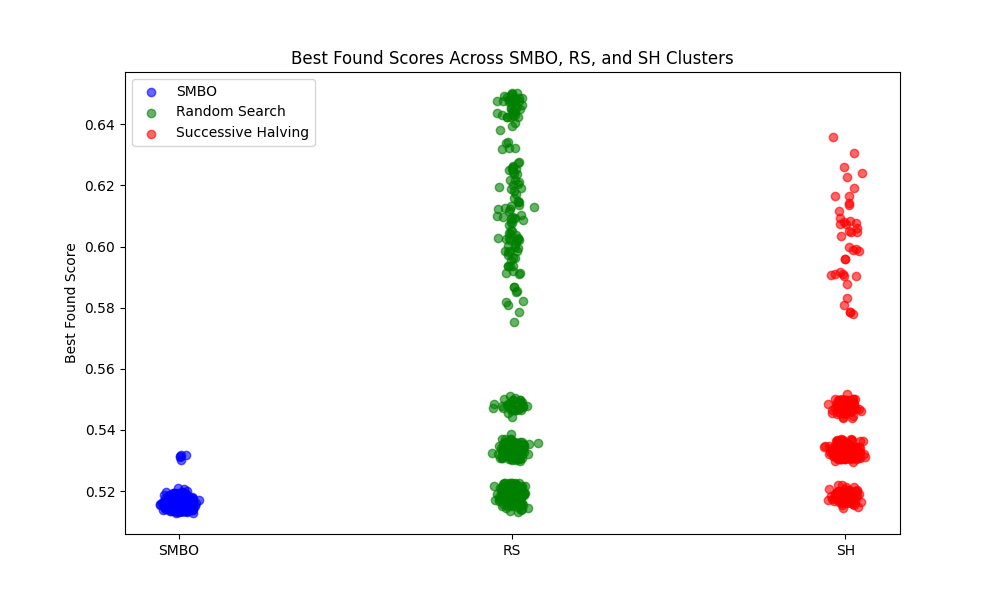 Best Found Scores Across SMBO, RS, and SH Clusters
SMBO
Random Search
Successive Halving
Best Found Score
0.64
0.62
0.60
0.58
0.56
0.54
0.52
SMBO
RS
SH